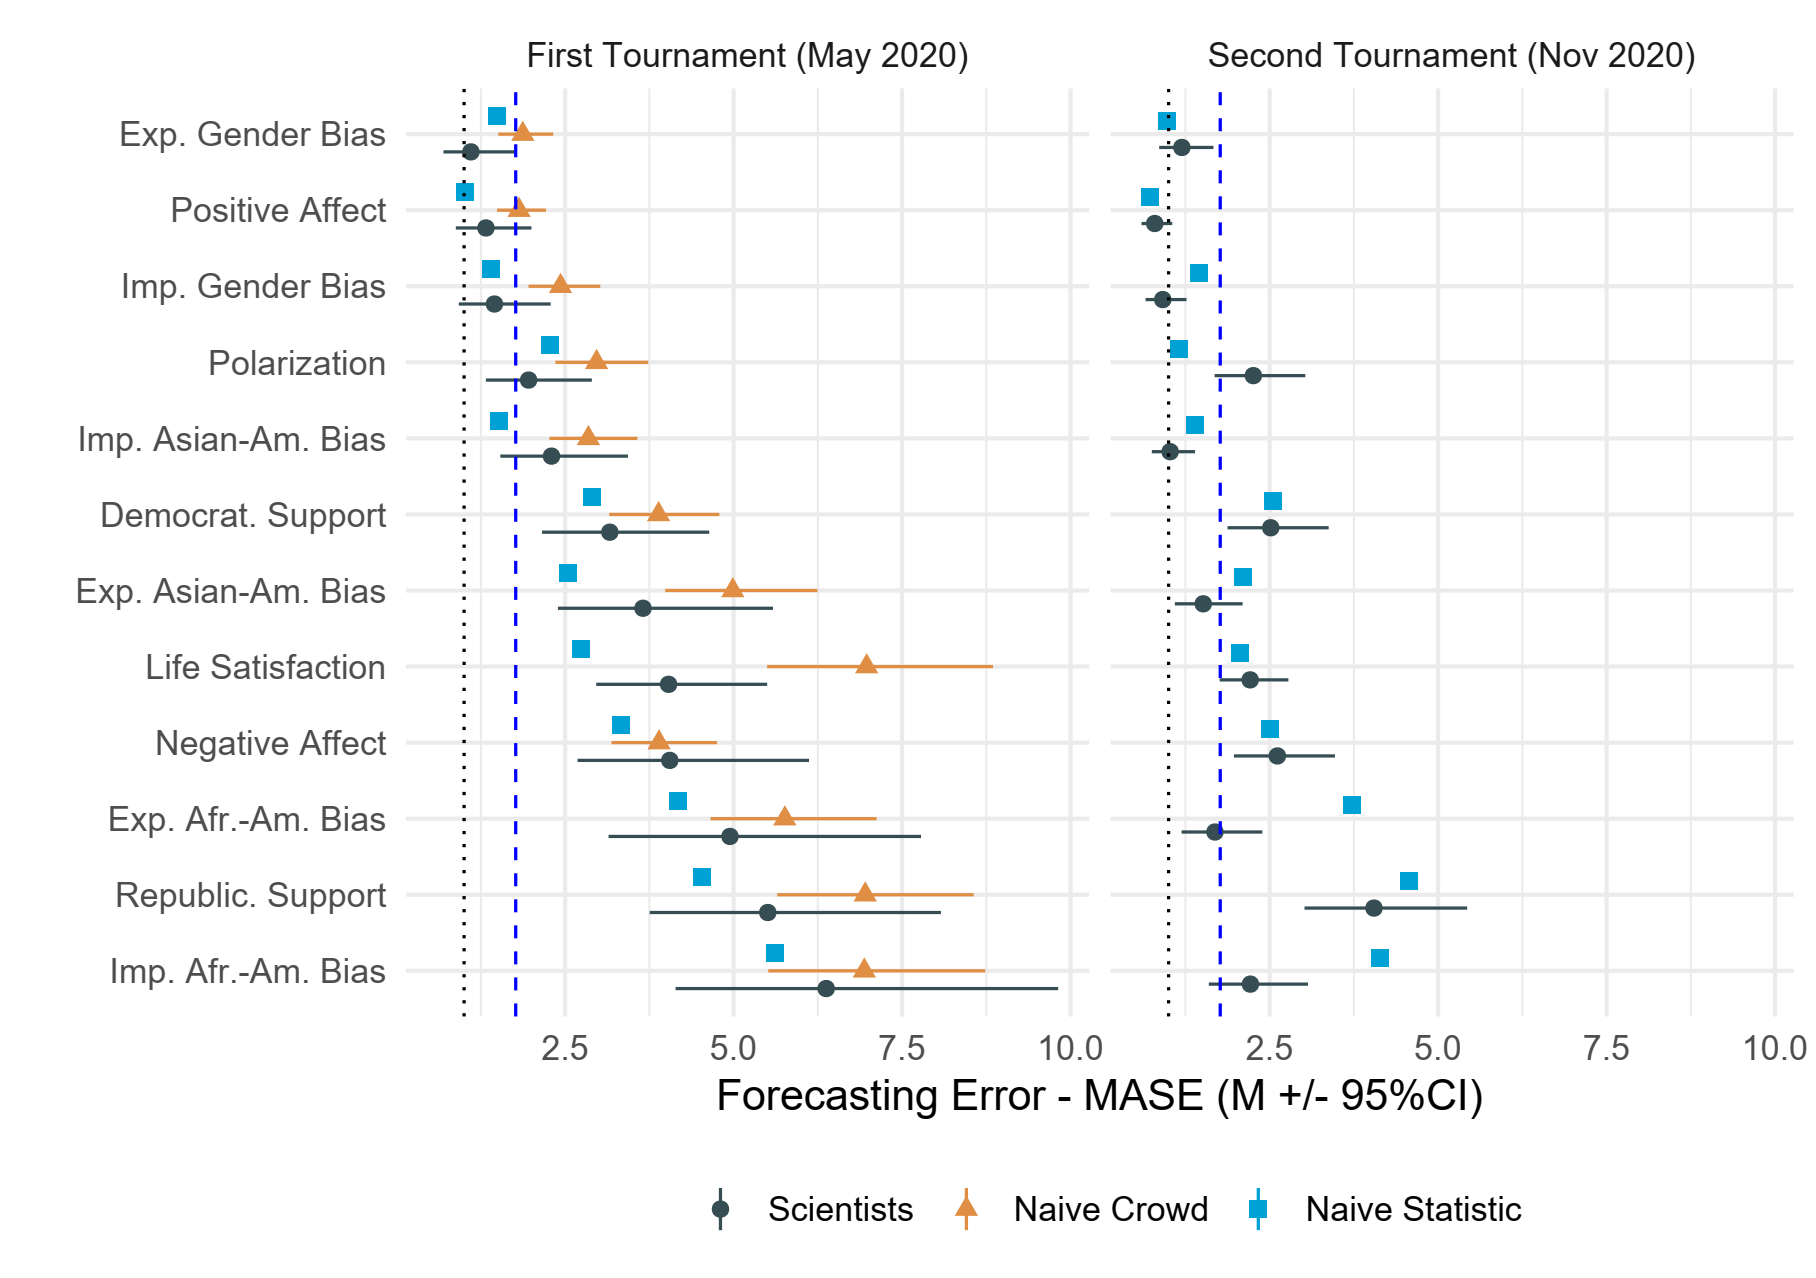 First Tournament (May 2020)
Second Tournament (Nov 2020)
Exp. Gender Bias
Positive Affect
Imp. Gender Bias
Polarization
Imp. Asian-Am. Bias
Democrat. Support
Exp. Asian-Am. Bias
Life Satisfaction
Negative Affect
Exp. Afr.-Am. Bias
Republic. Support
Imp. Afr.-Am. Bias
2.5 5.0 7.5 10.0
2.5 5.0 7.5 10.0
Forecasting Error - MASE (M +/- 95%CI)
Scientists Naive Crowd Naive Statistic